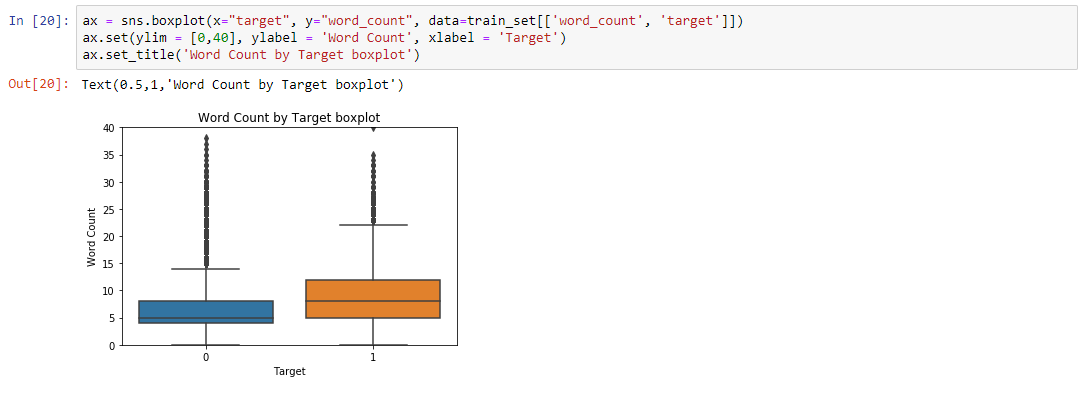 In [20]: ax = sns.boxplot(x="target", y="word_count", data=train_set[['word_count', 'target']])
ax.set(ylim = [0,40], ylabel = 'Word Count', xlabel = 'Target')
ax.set_title('Word Count by Target boxplot')
Out[20]: Text(0.5,1,'Word Count by Target boxplot')
Word Count by Target boxplot
40
35
30
25
20
15
10
5
0
Word Count
0 1
Target